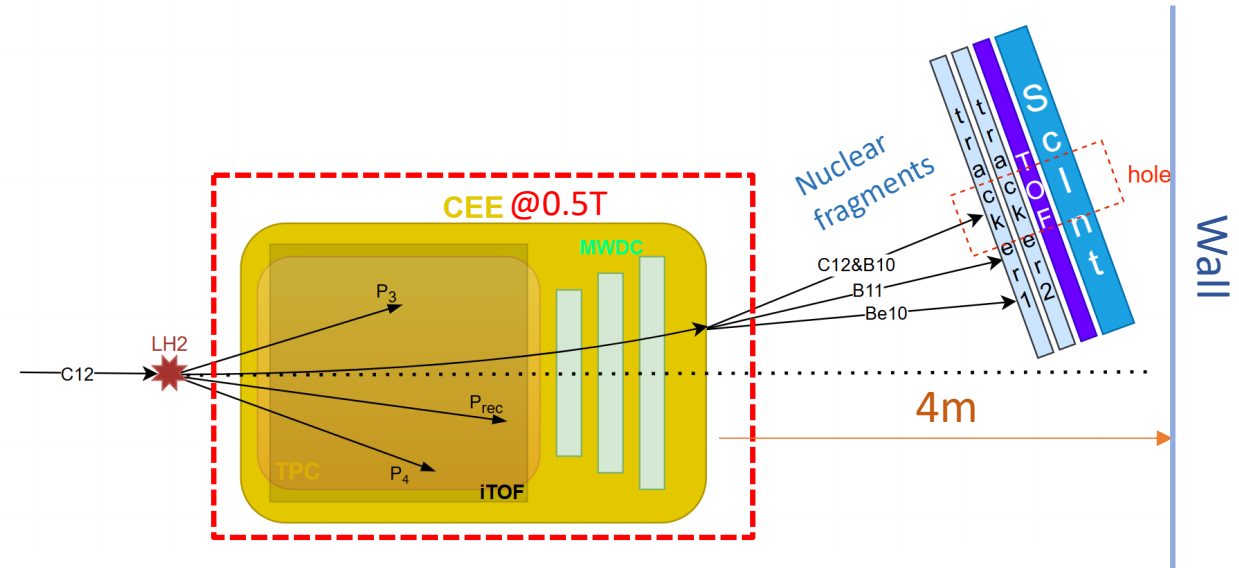 CEE @0.5T
MWDC
LH2
C12
P3
Prec
P4
TPC
iTOF
Nuclear
fragments
C12&B10
B11
Be10
tracker1
tracker2
TOF
ScInt
hole
Wall
4m